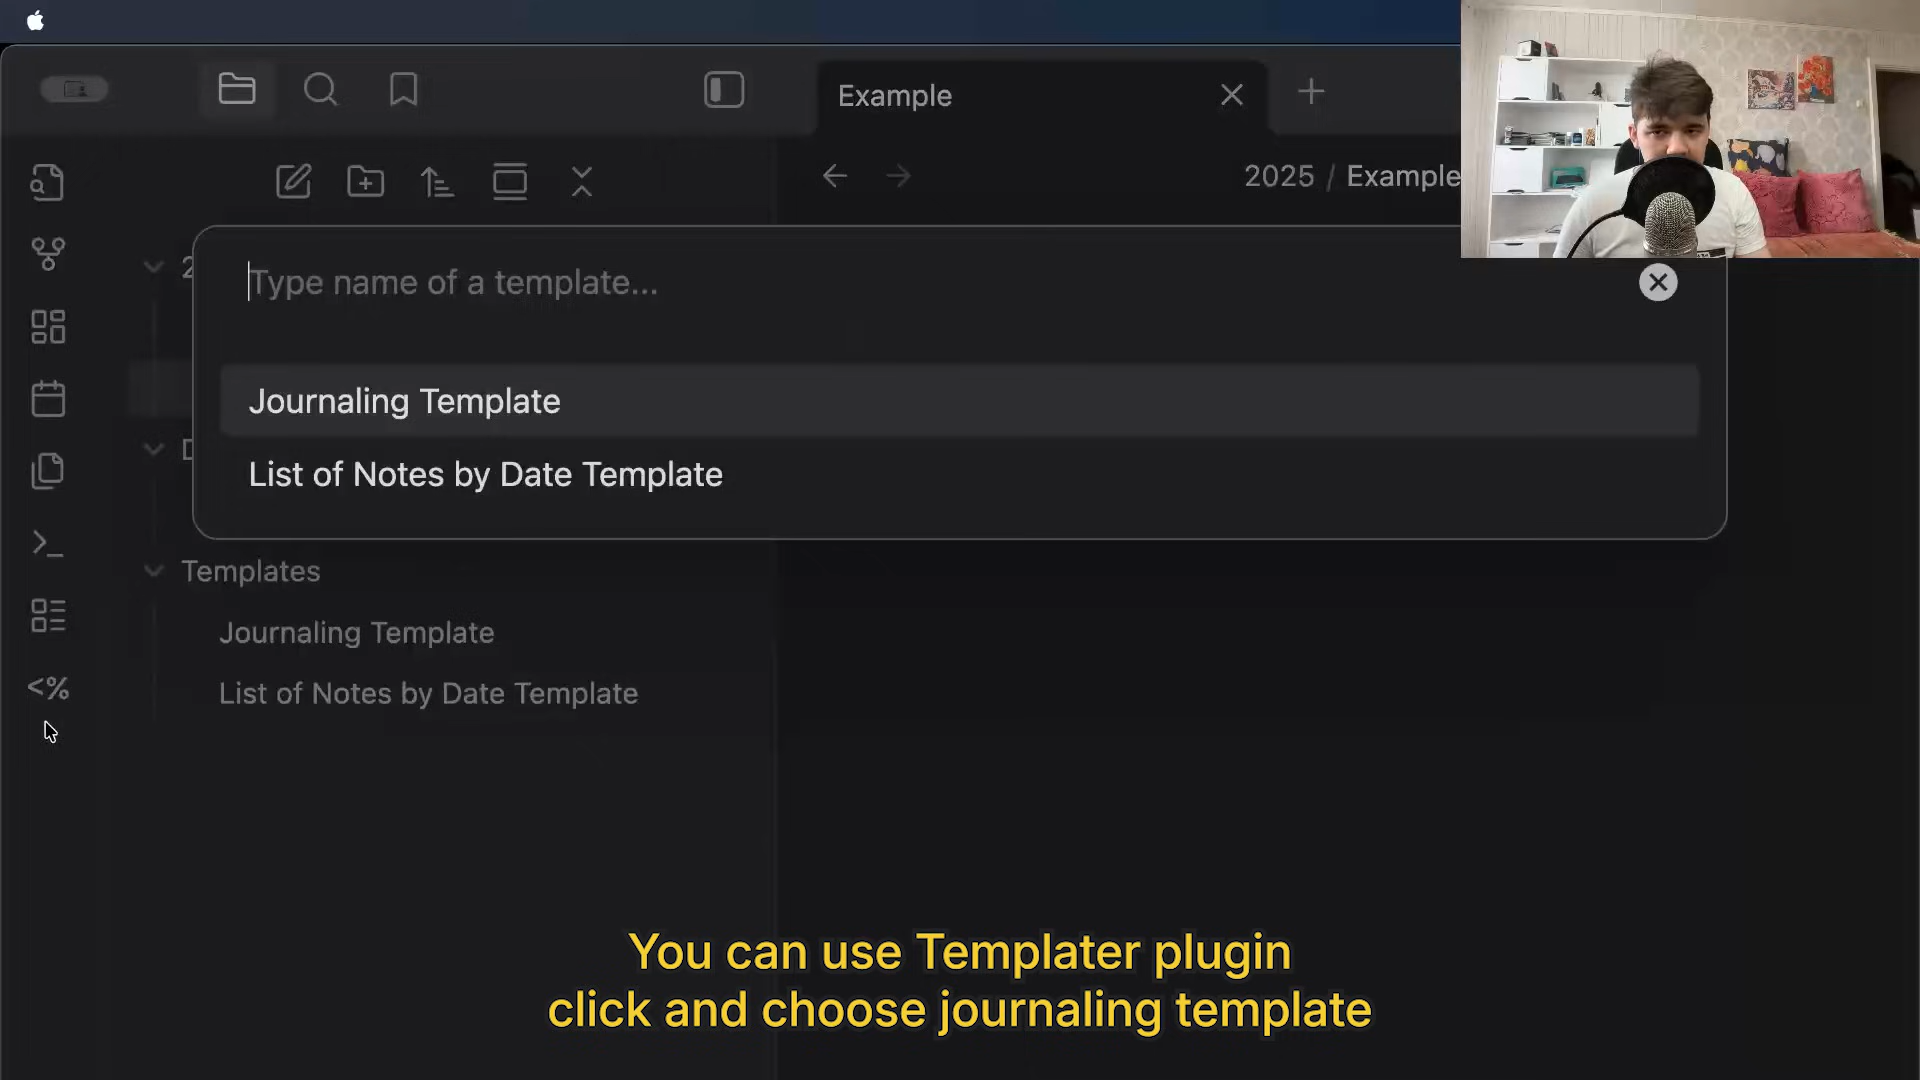 Example
2025 / Example
Type name of a template...
Journaling Template
List of Notes by Date Template
Templates
Journaling Template
List of Notes by Date Template
<%
You can use Templater plugin
click and choose journaling template